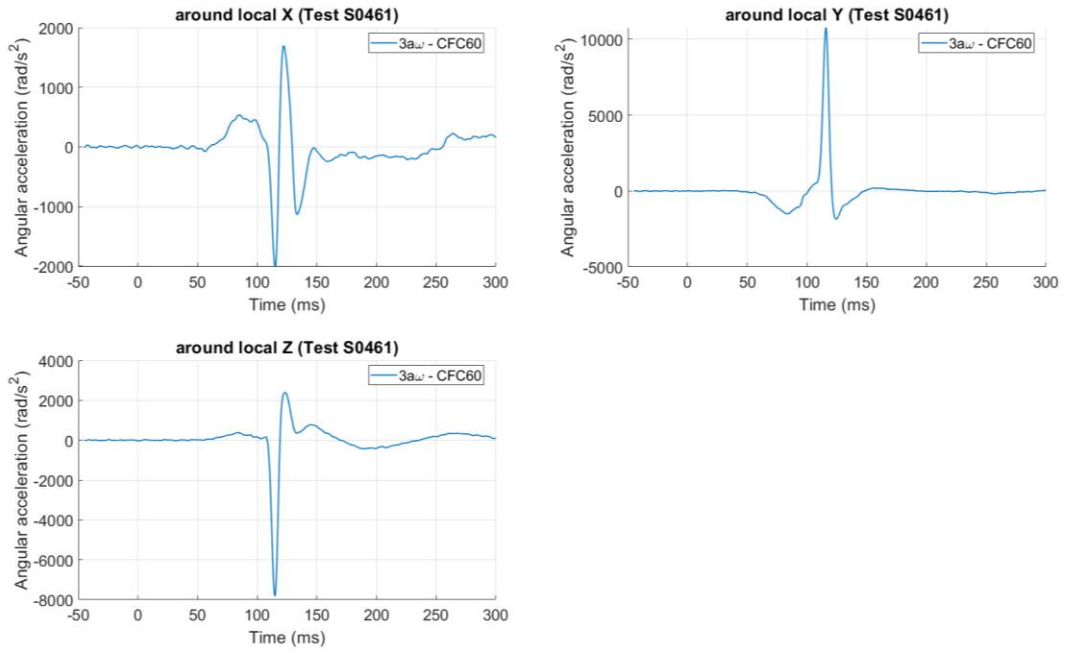 around local X (Test S0461)
Angular acceleration (rad/s²)
2000
1000
0
-1000
-2000
3aω - CFC60
-50 0 50 100 150 200 250 300
Time (ms)
around local Y (Test S0461)
Angular acceleration (rad/s²)
10000
5000
0
-5000
3aω - CFC60
-50 0 50 100 150 200 250 300
Time (ms)
around local Z (Test S0461)
Angular acceleration (rad/s²)
4000
2000
0
-2000
-4000
-6000
-8000
3aω - CFC60
-50 0 50 100 150 200 250 300
Time (ms)